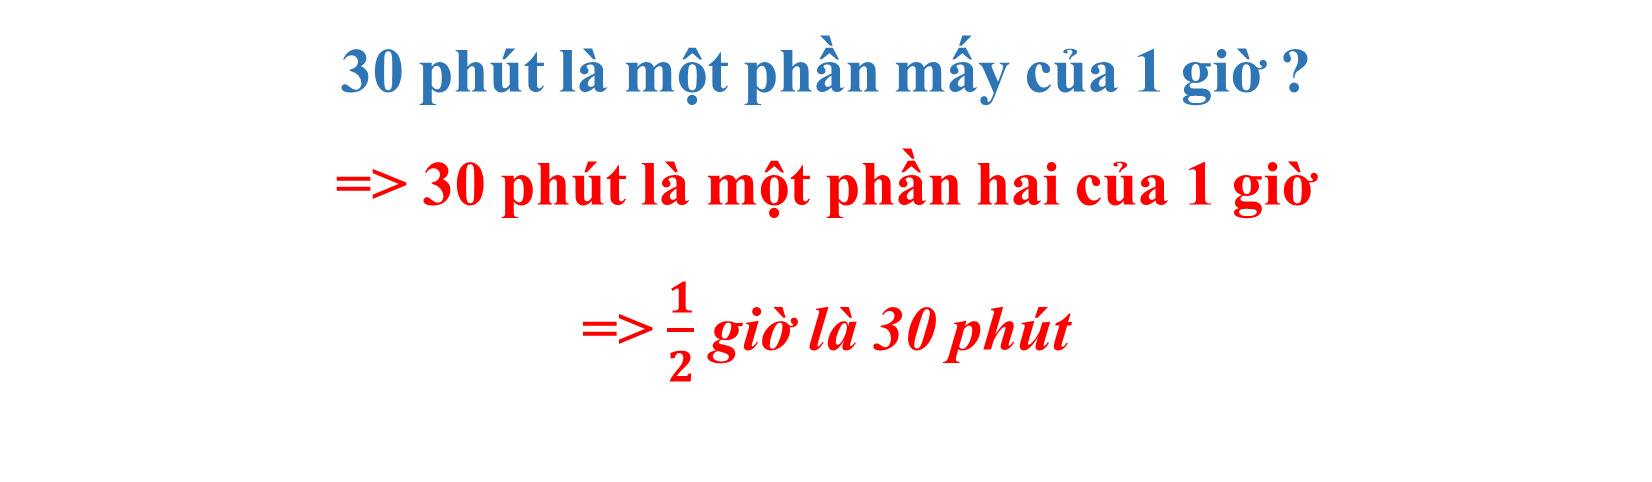 30 phút là một phần mấy của 1 giờ ?
=> 30 phút là một phần hai của 1 giờ
=> 1/2 giờ là 30 phút